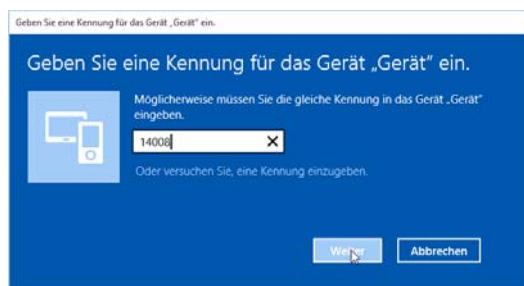 Geben Sie eine Kennung für das Gerät „Gerät" ein.
Geben Sie eine Kennung für das Gerät „Gerät" ein.
Möglicherweise müssen Sie die gleiche Kennung in das Gerät „Gerät"
eingeben.
14008
Oder versuchen Sie, eine Kennung einzugeben.
Weiter
Abbrechen